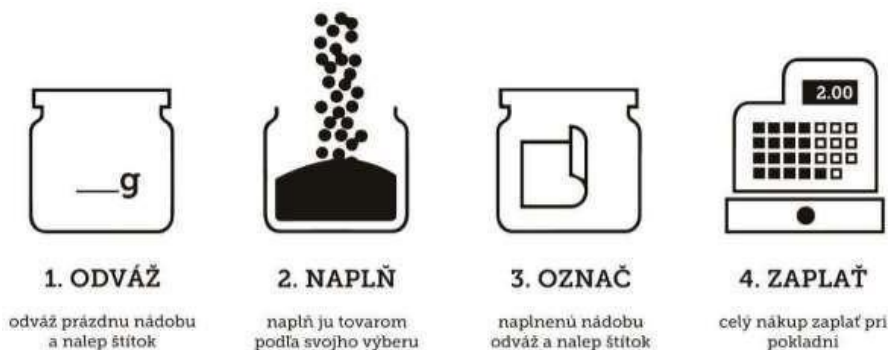 ___g
2.00
1. ODVÁŽ
odváž prázdnu nádobu
a nalep štítok
2. NAPLŇ
naplň ju tovarom
podľa svojho výberu
3. OZNAČ
naplnenú nádobu
odváž a nalep štítok
4. ZAPLAŤ
celý nákup zaplať pri
pokladni